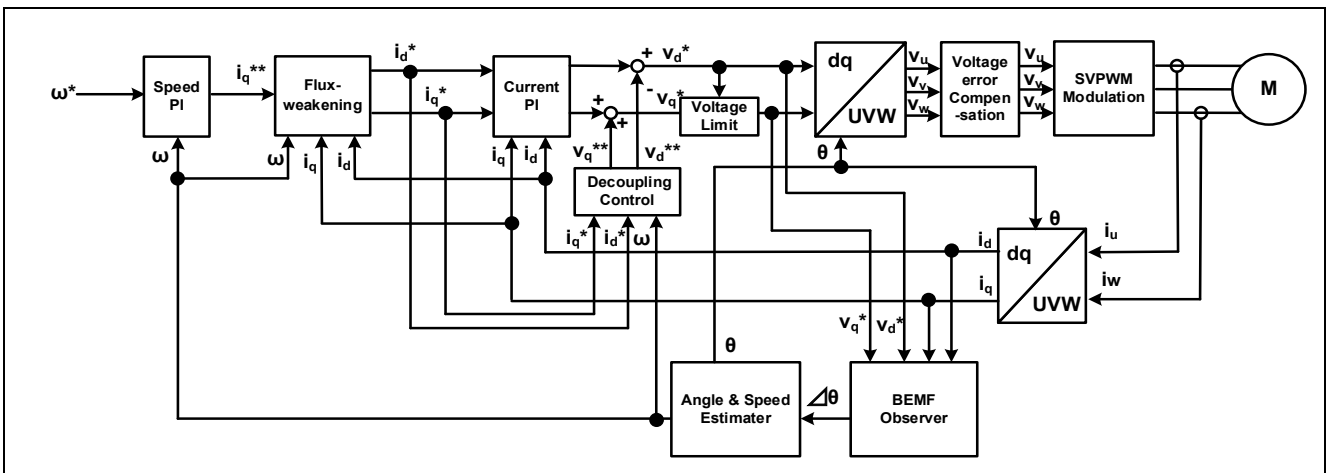 ω*
Speed
PI
ω
iq**
Flux-
weakening
ω
iq
id
id*
iq*
Current
PI
iq
id
+
-
vd*
+
+
vq*
vq**
vd**
Decoupling
Control
iq*
id*
ω
Voltage
Limit
dq
UVW
θ
vu
vv
vw
Voltage
error
Compen
-sation
vu
vv
vw
SVPWM
Modulation
M
θ
id
iq
dq
UVW
iu
iw
vq*
vd*
θ
Angle & Speed
Estimater
⊿θ
BEMF
Observer